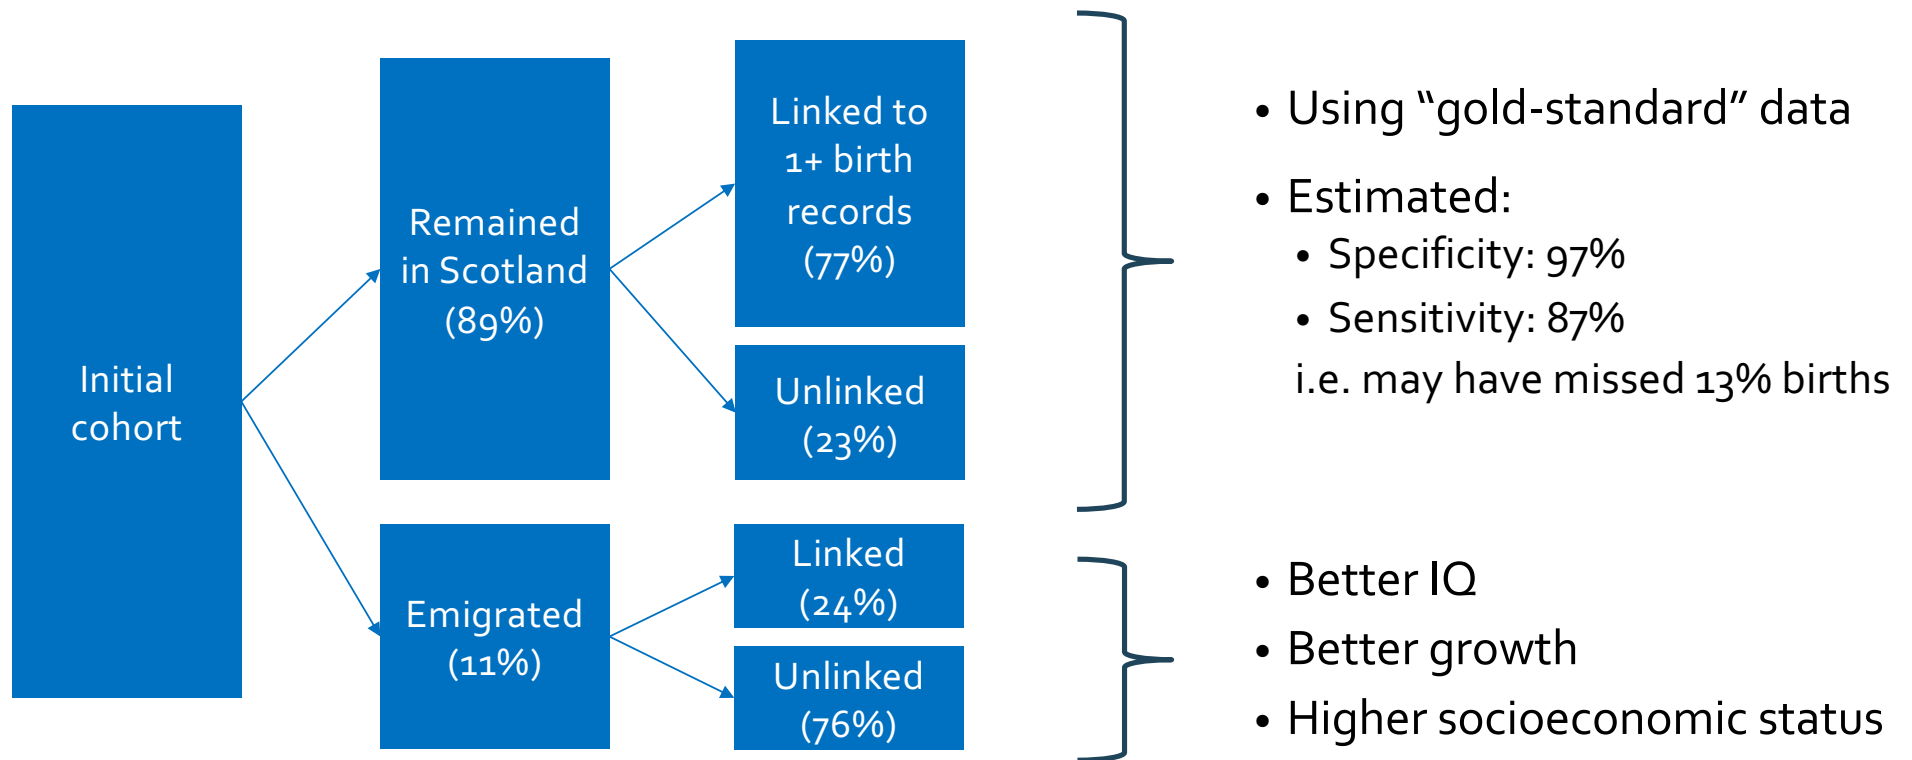 Initial
cohort
Remained
in Scotland
(89%)
Emigrated
(11%)
Linked to
1+ birth
records
(77%)
Unlinked
(23%)
Linked
(24%)
Unlinked
(76%)
• Using “gold-standard” data
• Estimated:
• Specificity: 97%
• Sensitivity: 87%
i.e. may have missed 13% births
• Better IQ
• Better growth
• Higher socioeconomic status